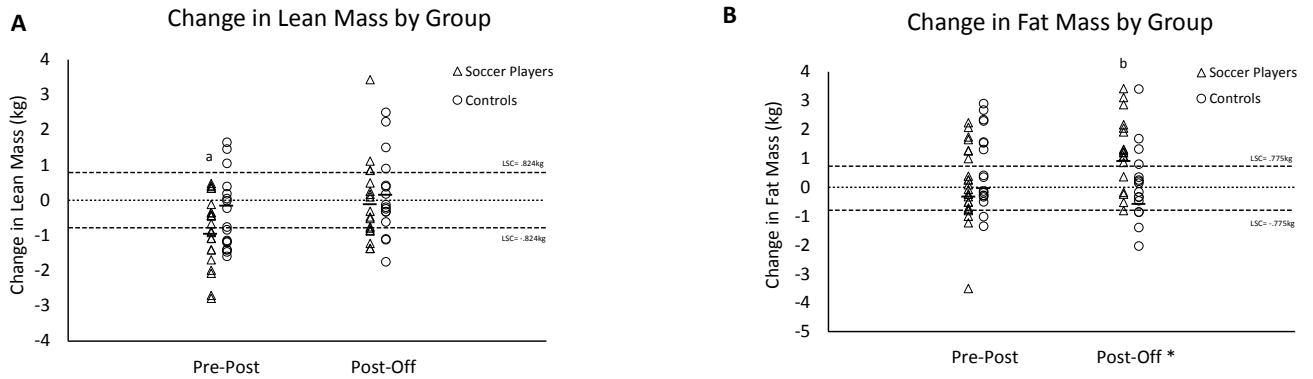 A
Change in Lean Mass by Group
Change in Lean Mass (kg)
4
3
2
1
0
-1
-2
-3
-4
a
Soccer Players
Controls
LSC= .824kg
LSC= -.824kg
Pre-Post
Post-Off
B
Change in Fat Mass by Group
Change in Fat Mass (kg)
4
3
2
1
0
-1
-2
-3
-4
-5
b
Soccer Players
Controls
LSC= .775kg
LSC= -.775kg
Pre-Post
Post-Off *